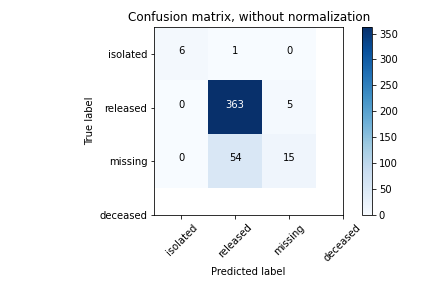 Confusion matrix, without normalization
isolated 6 1 0
released 0 363 5
missing 0 54 15
deceased
True label
isolated released missing deceased
Predicted label
350
300
250
200
150
100
50
0